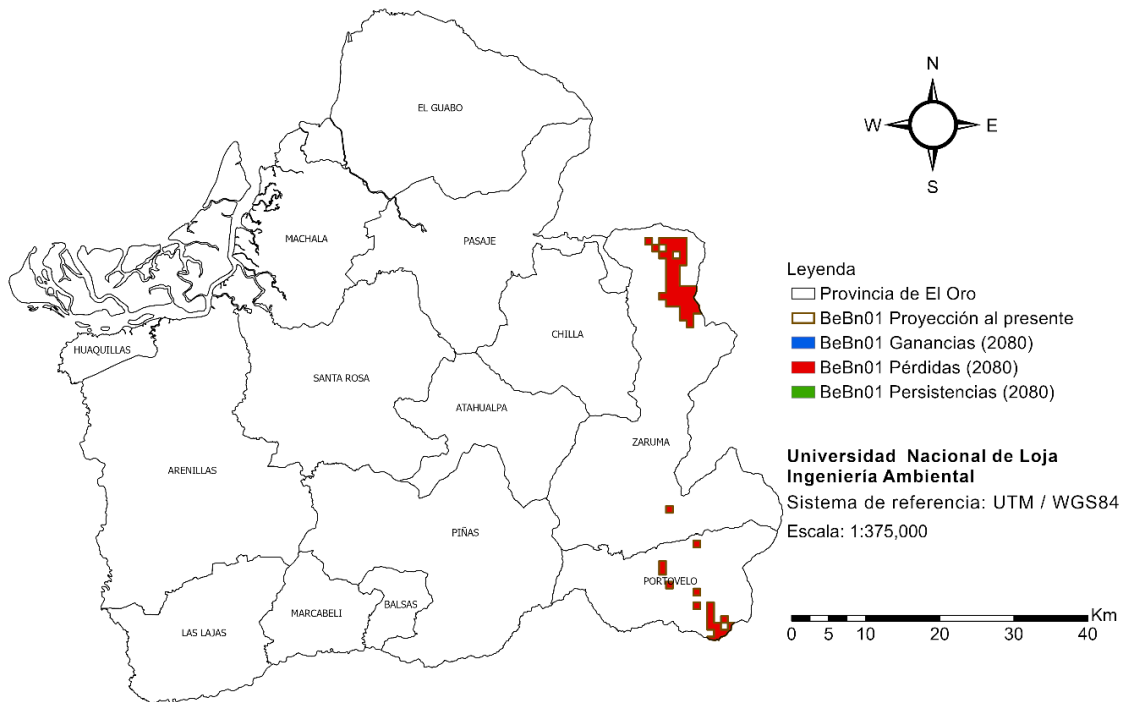 EL GUABO
MACHALA
PASAJE
CHILLA
HUAQUILLAS
SANTA ROSA
ATAHUALPA
ZARUMA
ARENILLAS
PIÑAS
PORTOVELO
BALSAS
MARCABELI
LAS LAJAS
N
W E
S
Leyenda
Provincia de El Oro
BeBn01 Proyección al presente
BeBn01 Ganancias (2080)
BeBn01 Pérdidas (2080)
BeBn01 Persistencias (2080)
Universidad Nacional de Loja
Ingeniería Ambiental
Sistema de referencia: UTM / WGS84
Escala: 1:375,000
Km
0 5 10 20 30 40